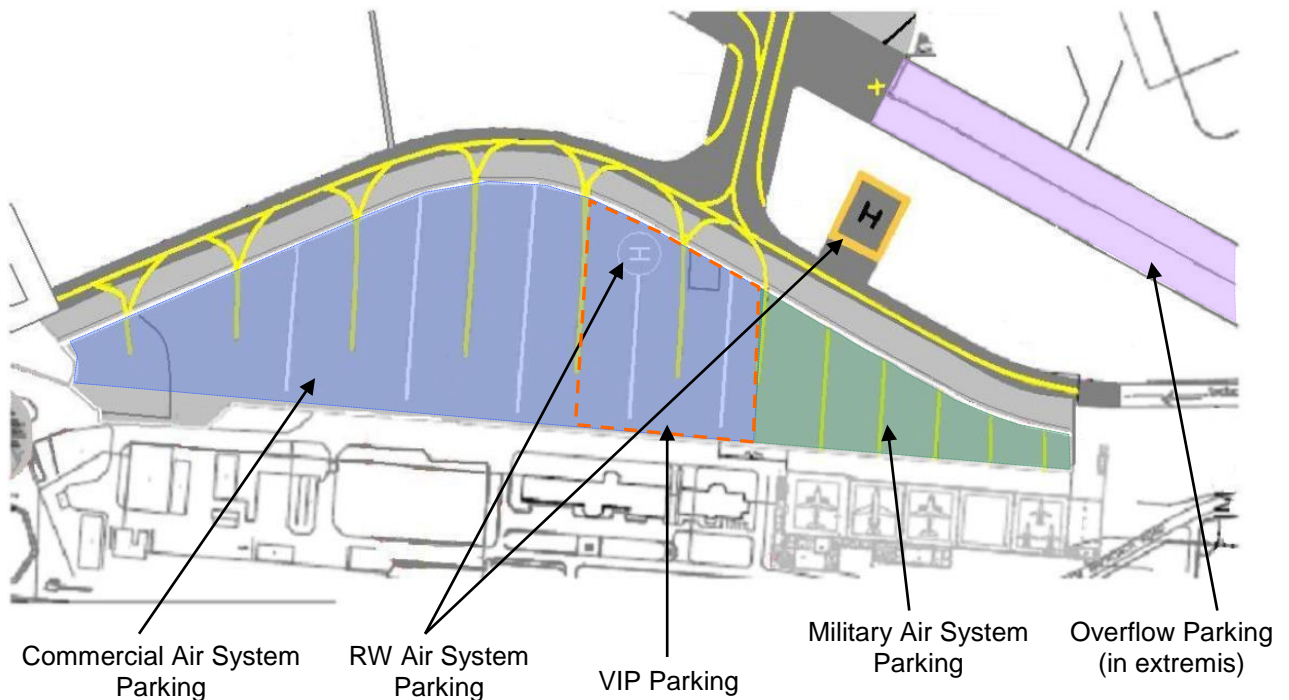 H
H
Commercial Air System
Parking
RW Air System
Parking
VIP Parking
Military Air System
Parking
Overflow Parking
(in extremis)